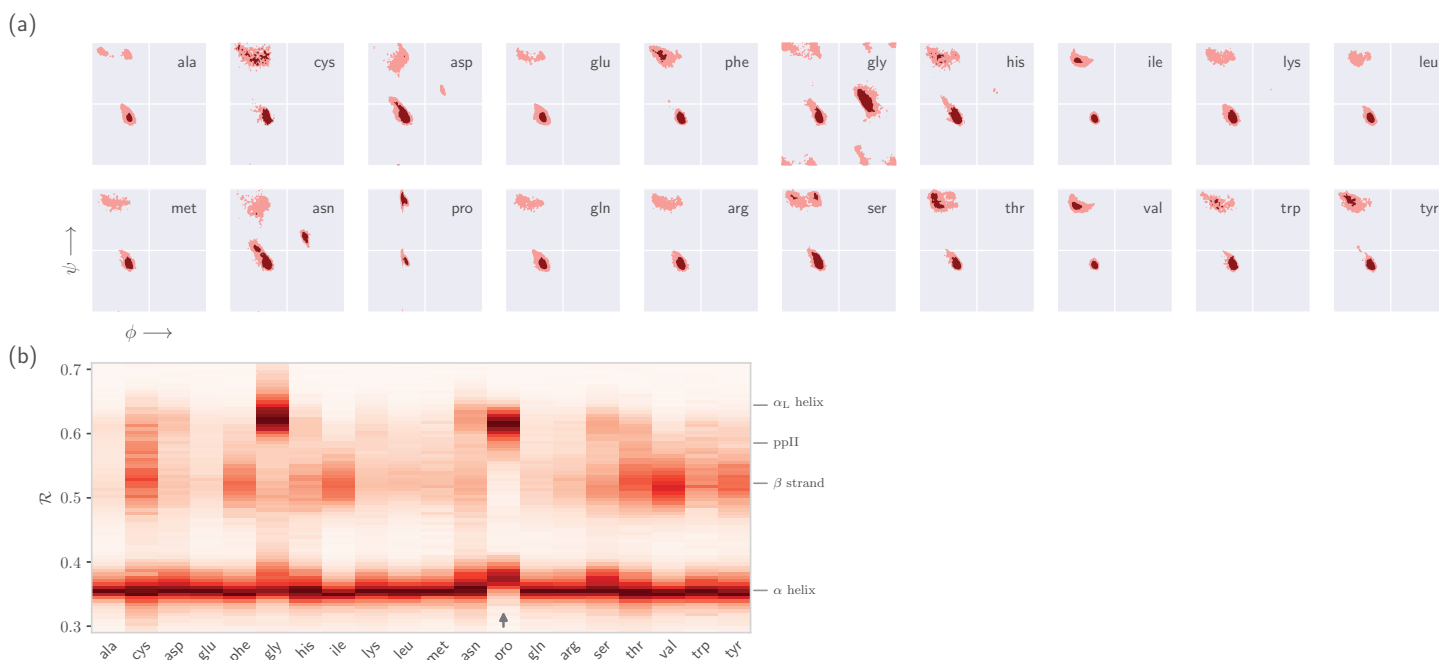 (a)
ala cys asp glu phe gly his ile lys leu
met asn pro gln arg ser thr val trp tyr
ψ ⟶
ϕ ⟶
(b)
0.7
αL helix
0.6
ppII
ℛ
0.5
β strand
0.4
α helix
0.3
ala cys asp glu phe gly his ile lys leu met asn pro gln arg ser thr val trp tyr